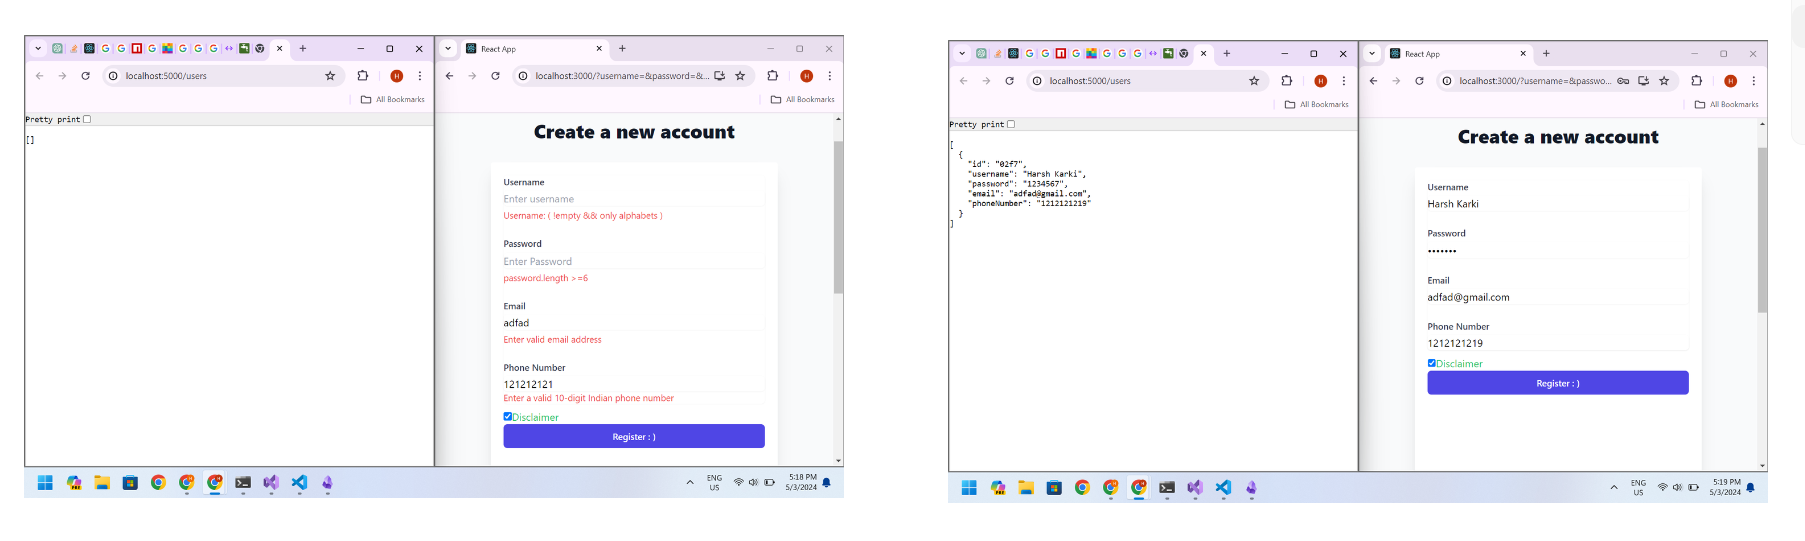 localhost:5000/users
All Bookmarks
Pretty print
[]
React App
localhost:3000/?username=&password=&...
All Bookmarks
Create a new account
Username
Enter username
Username: ( !empty && only alphabets )
Password
Enter Password
password.length >=6
Email
adfad
Enter valid email address
Phone Number
121212121
Enter a valid 10-digit Indian phone number
Disclaimer
Register : )
ENG
US
5:18 PM
5/3/2024
localhost:5000/users
All Bookmarks
Pretty print
[
{
"id": "02f7",
"username": "Harsh Karki",
"password": "1234567",
"email": "adfad@gmail.com",
"phoneNumber": "1212121219"
}
]
React App
localhost:3000/?username=&passwo...
All Bookmarks
Create a new account
Username
Harsh Karki
Password
•••••••
Email
adfad@gmail.com
Phone Number
1212121219
Disclaimer
Register : )
ENG
US
5:19 PM
5/3/2024